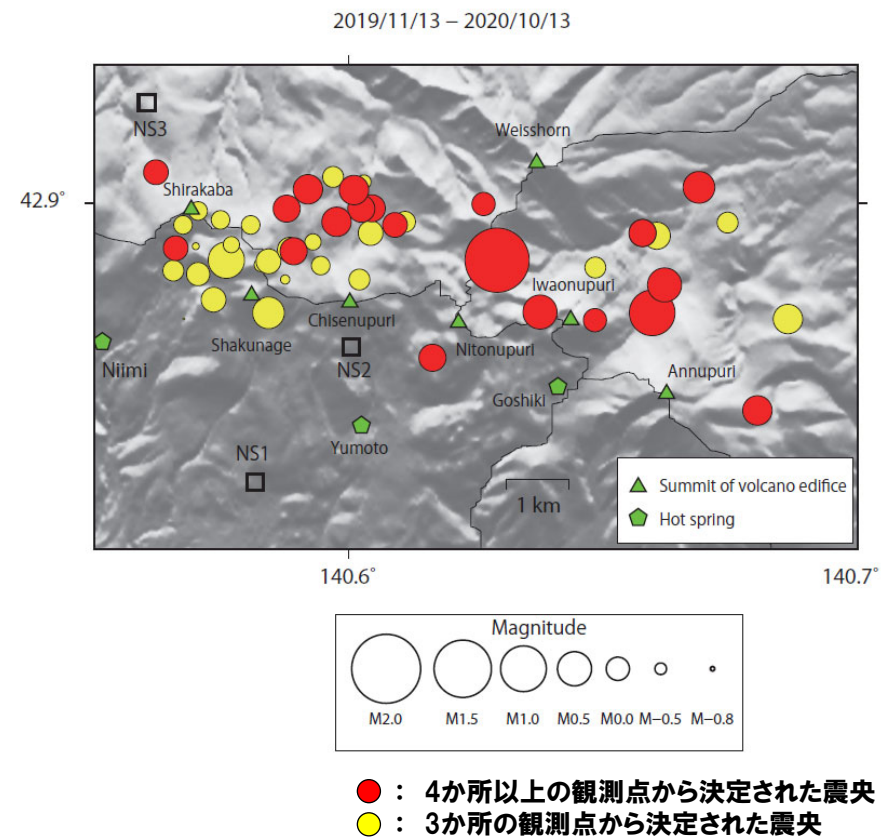 2019/11/13 – 2020/10/13
NS3
Weisshorn
42.9°
Shirakaba
Iwaonupuri
Chisenupuri
Shakunage
Nitonupuri
Niimi
NS2
Annupuri
Goshiki
Yumoto
NS1
Summit of volcano edifice
1 km
Hot spring
140.6°
140.7°
Magnitude
M2.0 M1.5 M1.0 M0.5 M0.0 M−0.5 M−0.8
: 4か所以上の観測点から決定された震央
: 3か所の観測点から決定された震央